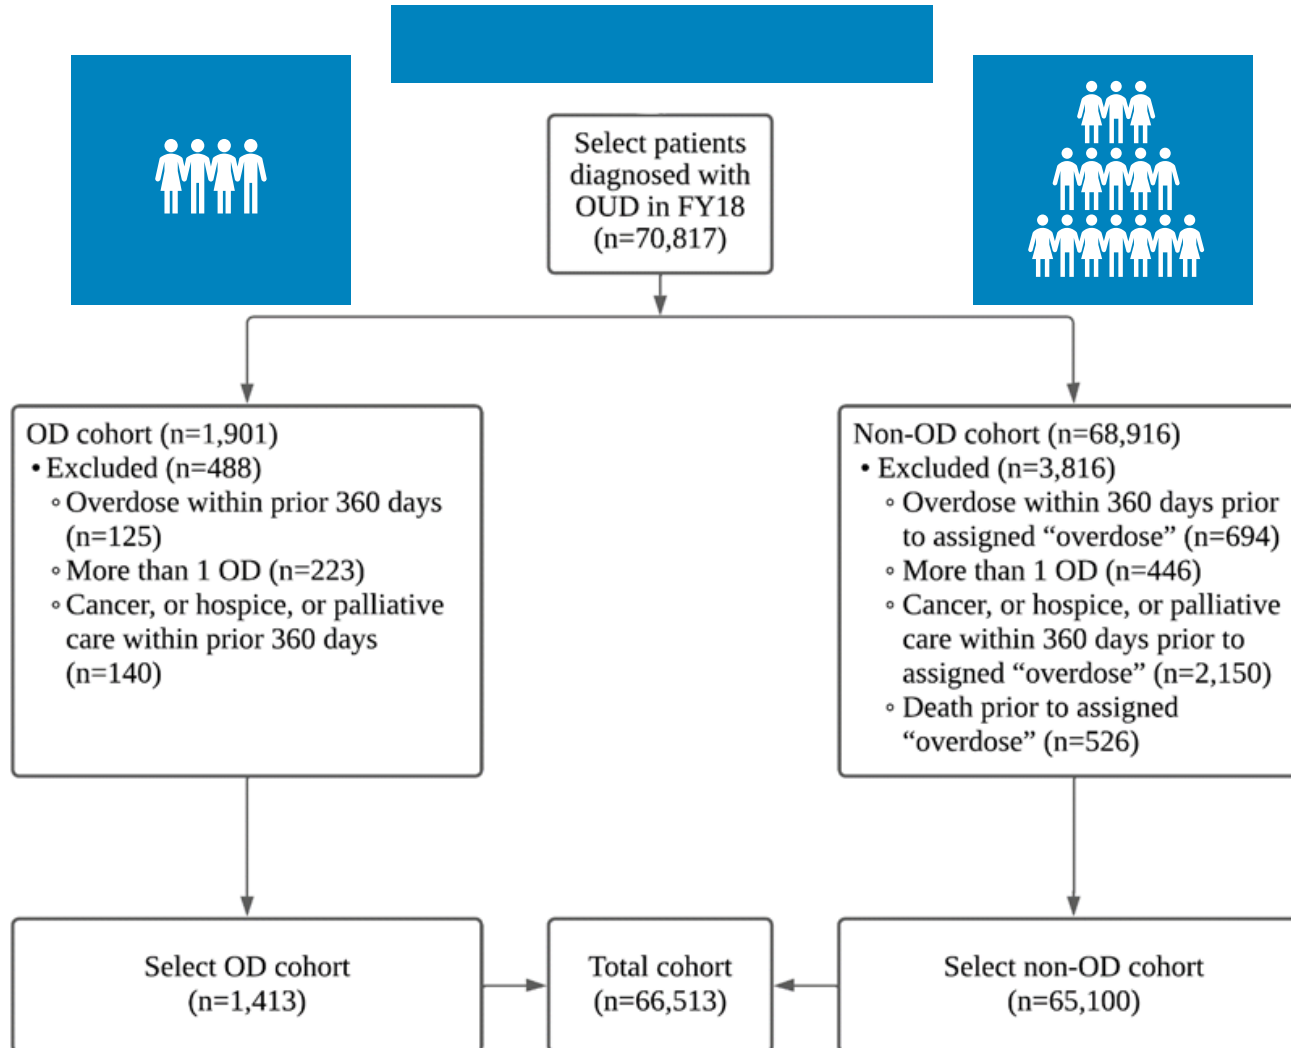 Select patients
diagnosed with
OUD in FY18
(n=70,817)
OD cohort (n=1,901)
• Excluded (n=488)
◦ Overdose within prior 360 days
(n=125)
◦ More than 1 OD (n=223)
◦ Cancer, or hospice, or palliative
care within prior 360 days
(n=140)
Non-OD cohort (n=68,916)
• Excluded (n=3,816)
◦ Overdose within 360 days prior
to assigned “overdose” (n=694)
◦ More than 1 OD (n=446)
◦ Cancer, or hospice, or palliative
care within 360 days prior to
assigned “overdose” (n=2,150)
◦ Death prior to assigned
“overdose” (n=526)
Select OD cohort
(n=1,413)
Total cohort
(n=66,513)
Select non-OD cohort
(n=65,100)